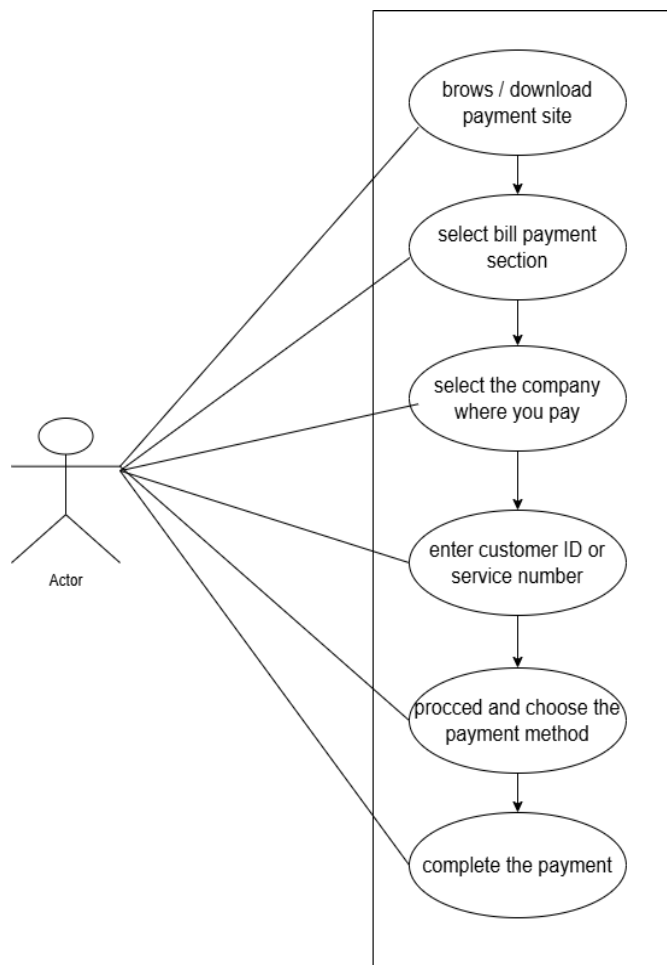 brows / download
payment site
select bill payment
section
select the company
where you pay
enter customer ID or
service number
procced and choose the
payment method
complete the payment
Actor